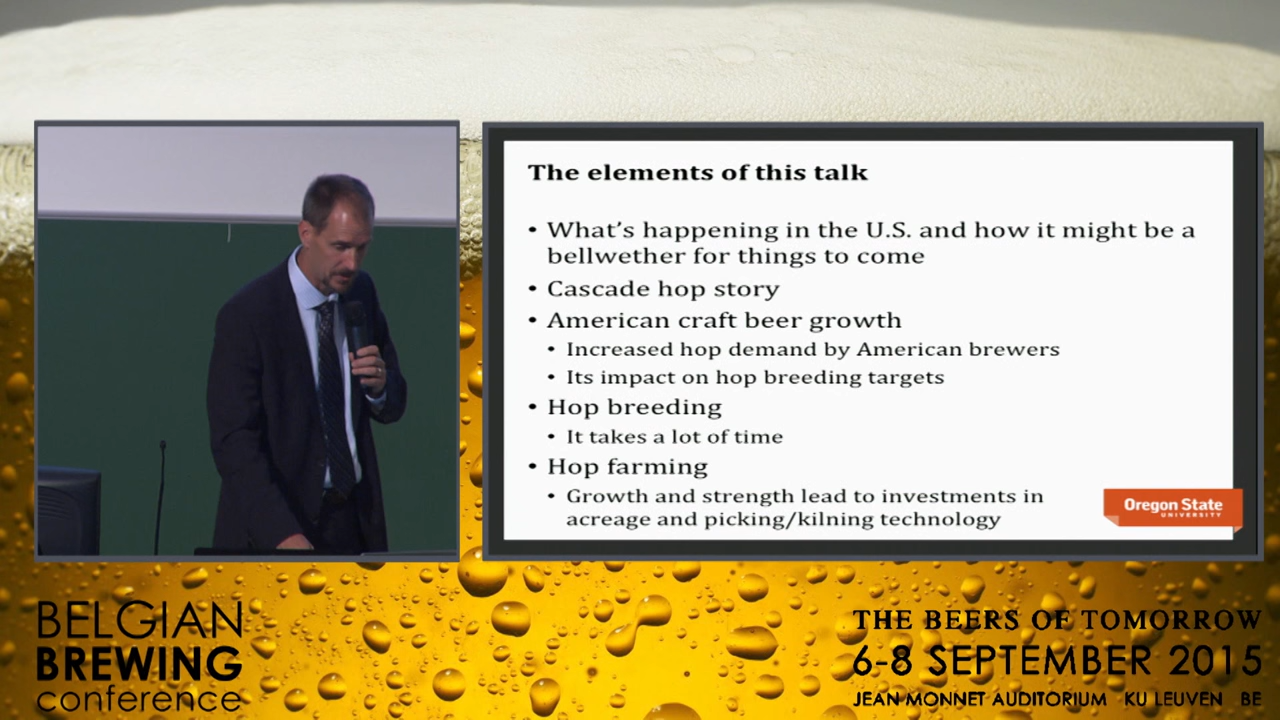 The elements of this talk
• What's happening in the U.S. and how it might be a
bellwether for things to come
• Cascade hop story
• American craft beer growth
• Increased hop demand by American brewers
• Its impact on hop breeding targets
• Hop breeding
• It takes a lot of time
• Hop farming
• Growth and strength lead to investments in
acreage and picking/kilning technology
Oregon State
UNIVERSITY
BELGIAN
BREWING
conference
THE BEERS OF TOMORROW
6-8 SEPTEMBER 2015
JEAN MONNET AUDITORIUM KU LEUVEN BE